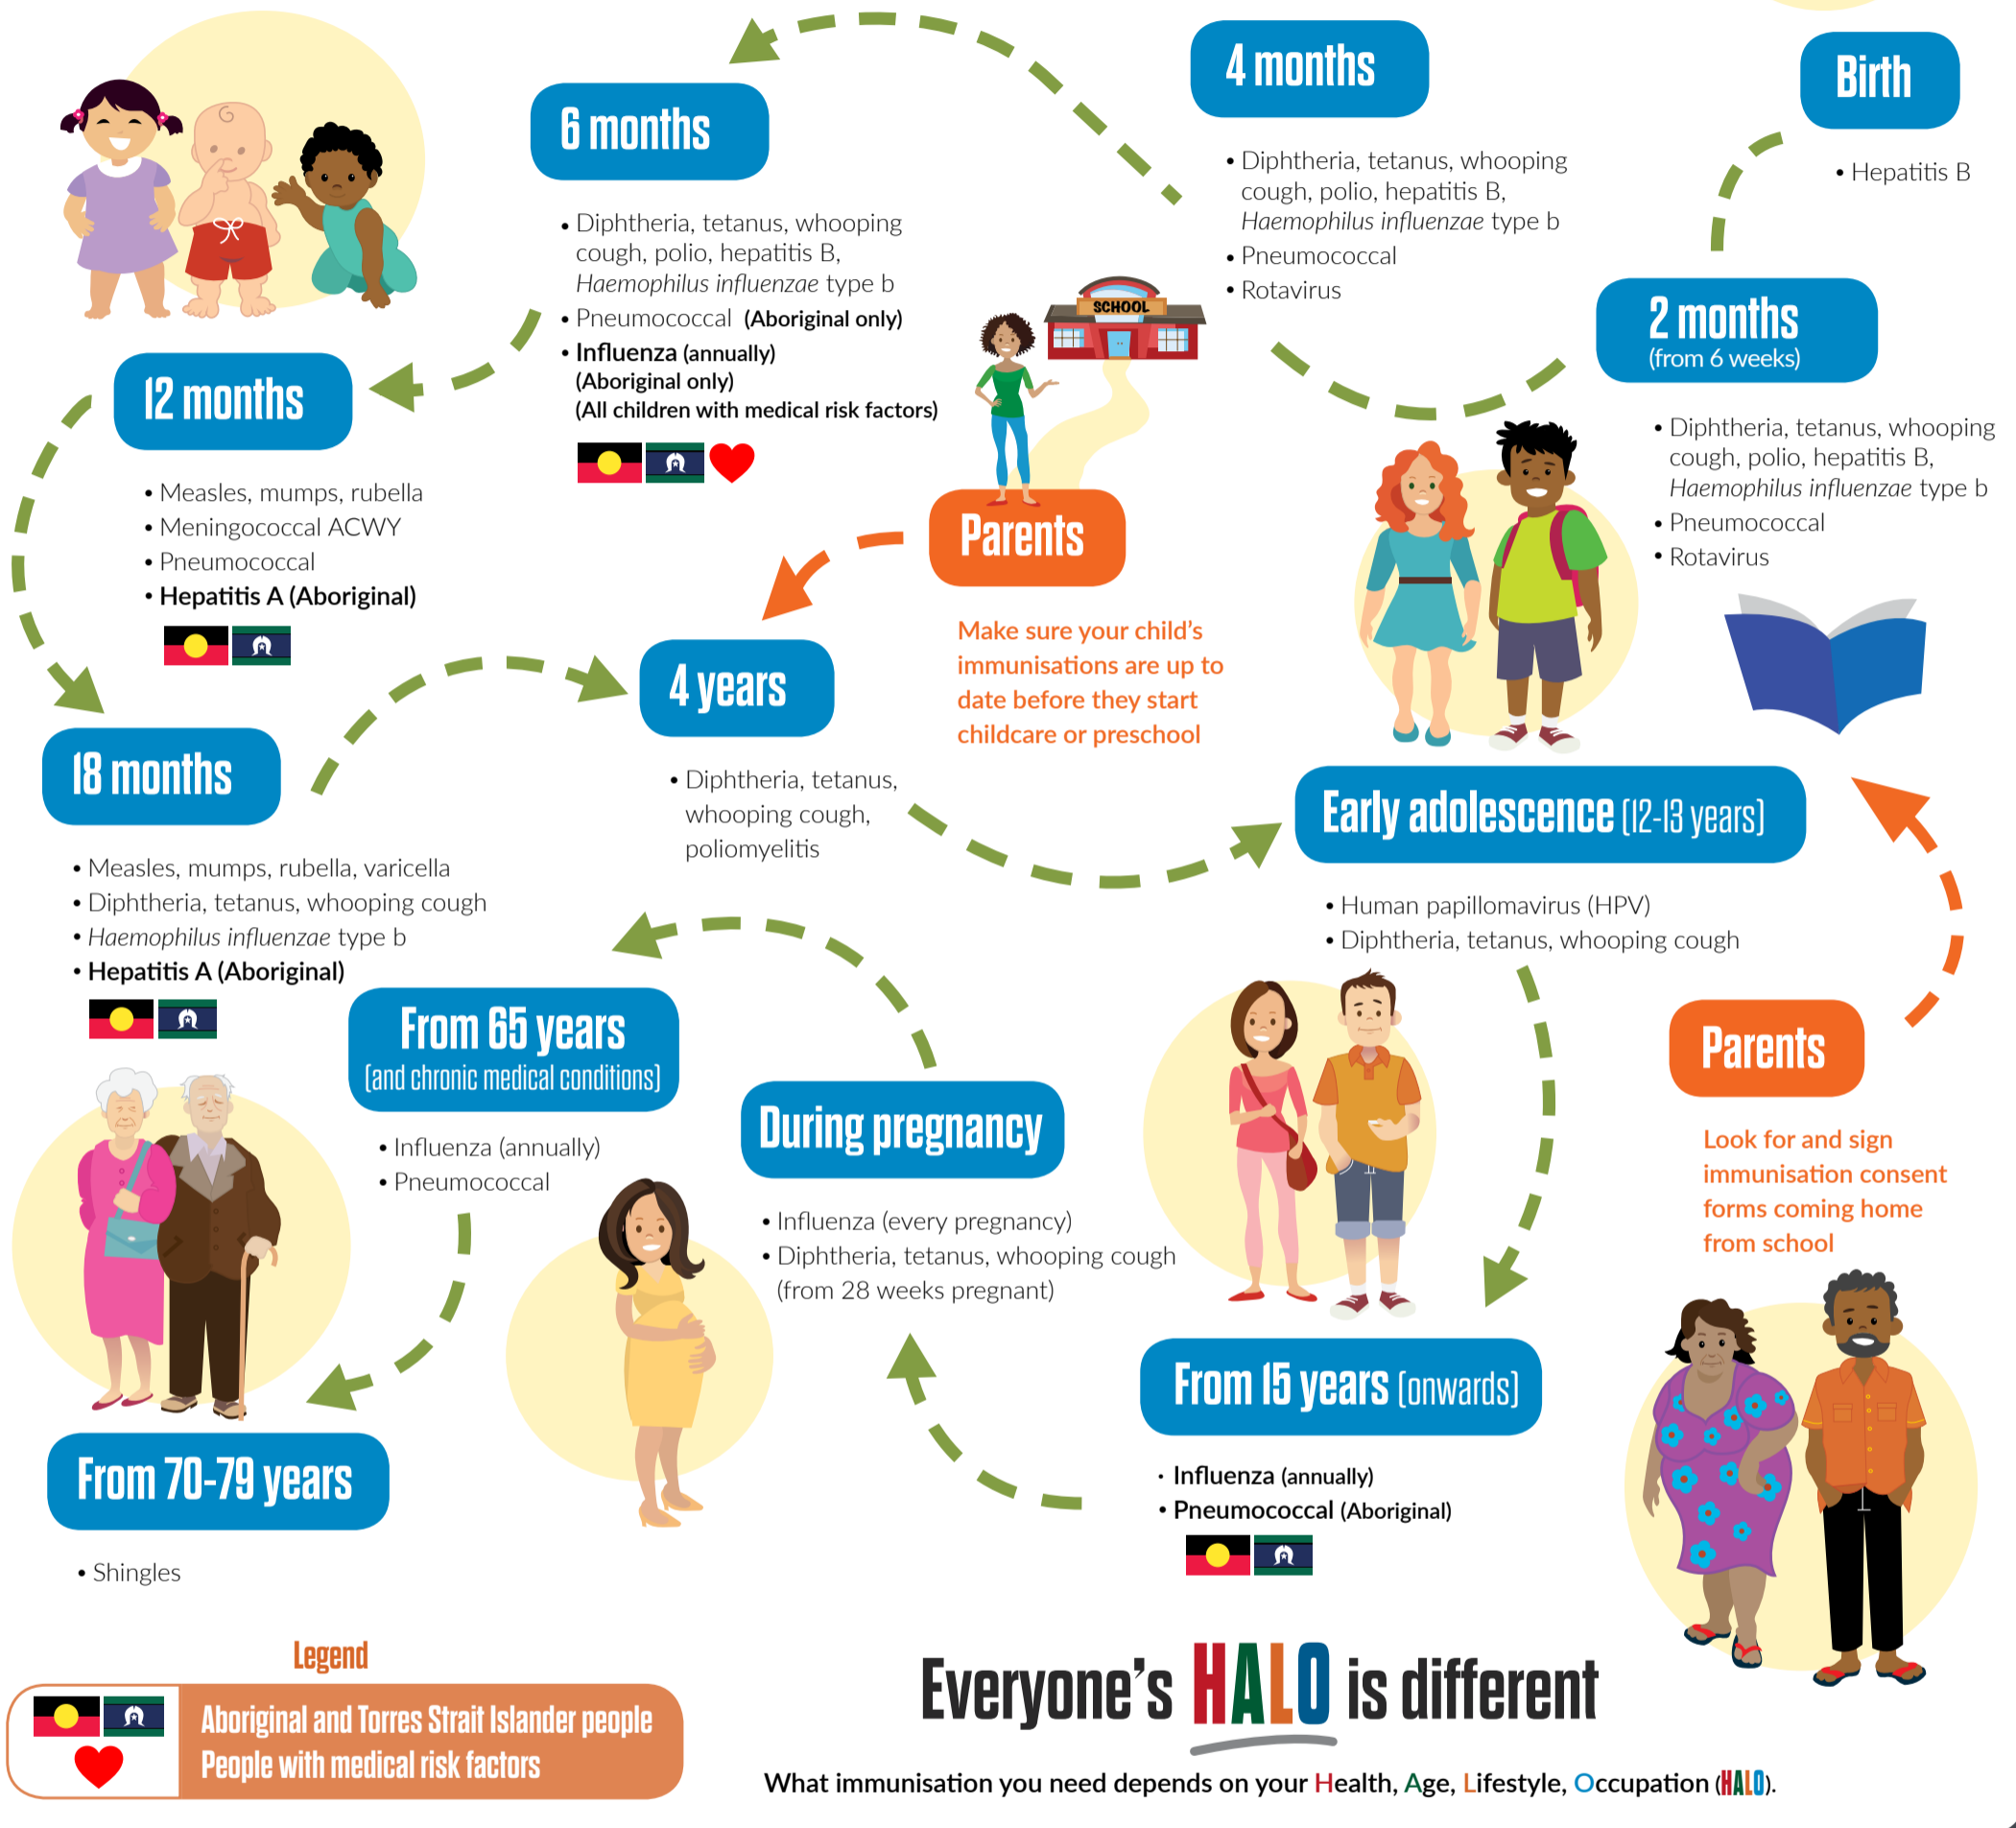 Birth
• Hepatitis B
2 months
(from 6 weeks)
• Diphtheria, tetanus, whooping
cough, polio, hepatitis B,
Haemophilus influenzae type b
• Pneumococcal
• Rotavirus
4 months
• Diphtheria, tetanus, whooping
cough, polio, hepatitis B,
Haemophilus influenzae type b
• Pneumococcal
• Rotavirus
6 months
• Diphtheria, tetanus, whooping
cough, polio, hepatitis B,
Haemophilus influenzae type b
• Pneumococcal (Aboriginal only)
• Influenza (annually)
(Aboriginal only)
(All children with medical risk factors)
12 months
• Measles, mumps, rubella
• Meningococcal ACWY
• Pneumococcal
• Hepatitis A (Aboriginal)
18 months
• Measles, mumps, rubella, varicella
• Diphtheria, tetanus, whooping cough
• Haemophilus influenzae type b
• Hepatitis A (Aboriginal)
SCHOOL
Parents
Make sure your child's
immunisations are up to
date before they start
childcare or preschool
4 years
• Diphtheria, tetanus,
whooping cough,
poliomyelitis
Early adolescence (12-13 years)
• Human papillomavirus (HPV)
• Diphtheria, tetanus, whooping cough
Parents
Look for and sign
immunisation consent
forms coming home
from school
From 15 years (onwards)
• Influenza (annually)
• Pneumococcal (Aboriginal)
During pregnancy
• Influenza (every pregnancy)
• Diphtheria, tetanus, whooping cough
(from 28 weeks pregnant)
From 65 years
(and chronic medical conditions)
• Influenza (annually)
• Pneumococcal
From 70-79 years
• Shingles
Legend
Aboriginal and Torres Strait Islander people
People with medical risk factors
Everyone's HALO is different
What immunisation you need depends on your Health, Age, Lifestyle, Occupation (HALO).